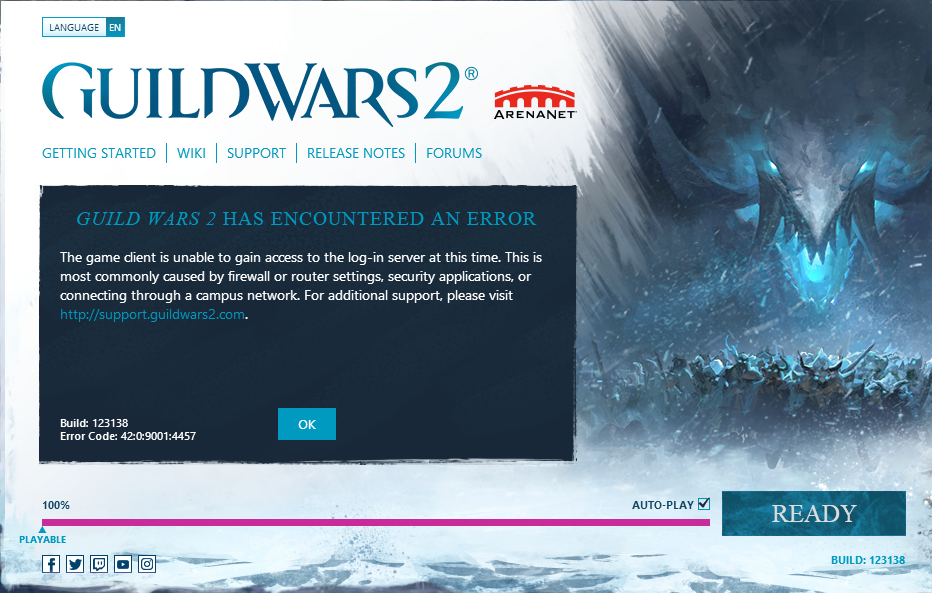 LANGUAGE EN
GUILD WARS 2®
ARENANET
GETTING STARTED WIKI SUPPORT RELEASE NOTES FORUMS
GUILD WARS 2 HAS ENCOUNTERED AN ERROR
The game client is unable to gain access to the log-in server at this time. This is
most commonly caused by firewall or router settings, security applications, or
connecting through a campus network. For additional support, please visit
http://support.guildwars2.com.
Build: 123138
Error Code: 42:0:9001:4457
OK
100%
AUTO-PLAY
READY
PLAYABLE
BUILD: 123138